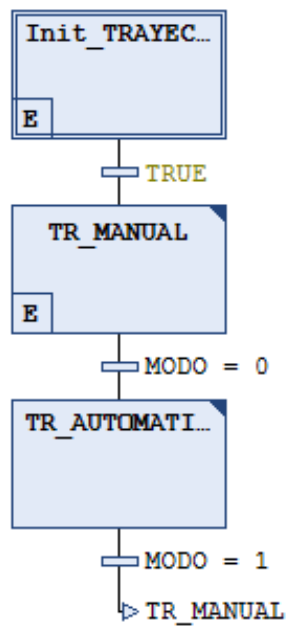 Init_TRAYEC...
E
TRUE
TR_MANUAL
E
MODO = 0
TR_AUTOMATI...
MODO = 1
TR_MANUAL